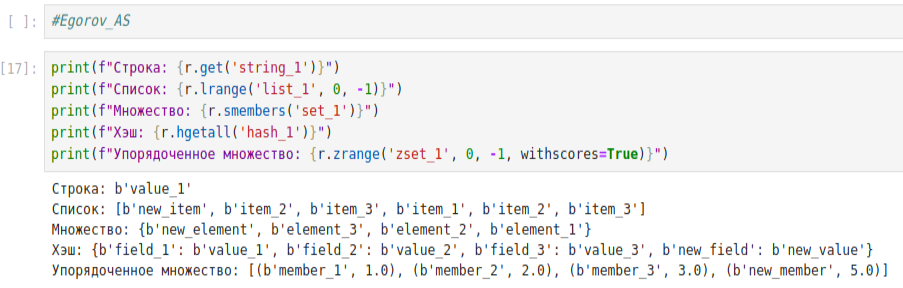 [ ]: #Egorov_AS
[17]: print(f"Строка: {r.get('string_1')}")
print(f"Список: {r.lrange('list_1', 0, -1)}")
print(f"Множество: {r.smembers('set_1')}")
print(f"Хэш: {r.hgetall('hash_1')}")
print(f"Упорядоченное множество: {r.zrange('zset_1', 0, -1, withscores=True)}")
Строка: b'value_1'
Список: [b'new_item', b'item_2', b'item_3', b'item_1', b'item_2', b'item_3']
Множество: {b'new_element', b'element_3', b'element_2', b'element_1'}
Хэш: {b'field_1': b'value_1', b'field_2': b'value_2', b'field_3': b'value_3', b'new_field': b'new_value'}
Упорядоченное множество: [(b'member_1', 1.0), (b'member_2', 2.0), (b'member_3', 3.0), (b'new_member', 5.0)]